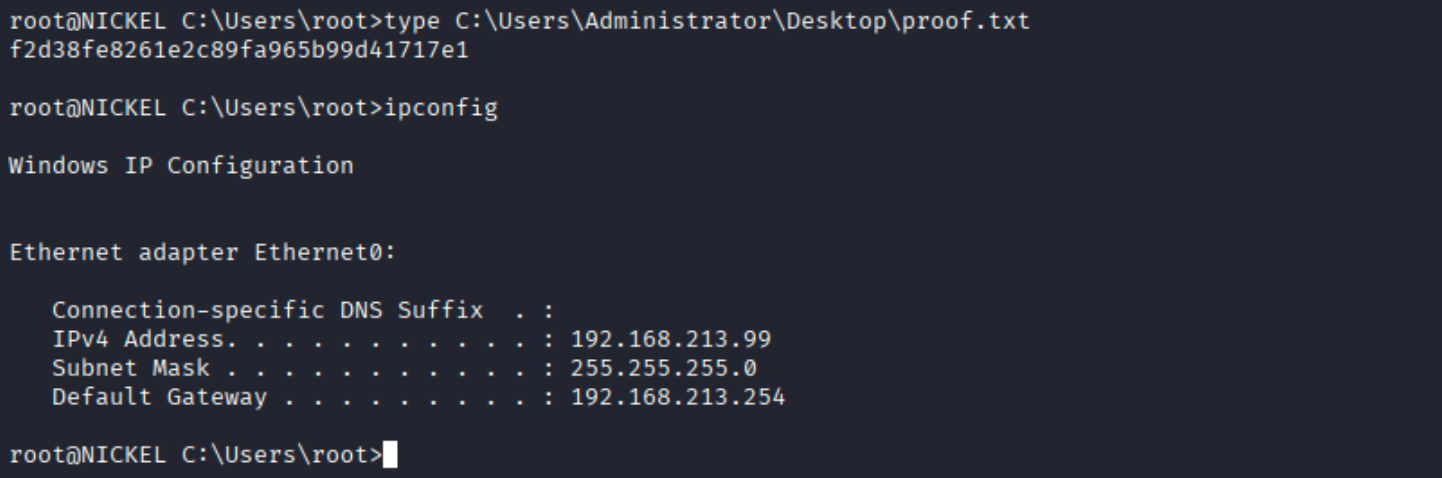 root@NICKEL C:\Users\root>type C:\Users\Administrator\Desktop\proof.txt
f2d38fe8261e2c89fa965b99d41717e1
root@NICKEL C:\Users\root>ipconfig
Windows IP Configuration
Ethernet adapter Ethernet0:
   Connection-specific DNS Suffix  . :
   IPv4 Address. . . . . . . . . . . : 192.168.213.99
   Subnet Mask . . . . . . . . . . . : 255.255.255.0
   Default Gateway . . . . . . . . . : 192.168.213.254
root@NICKEL C:\Users\root>